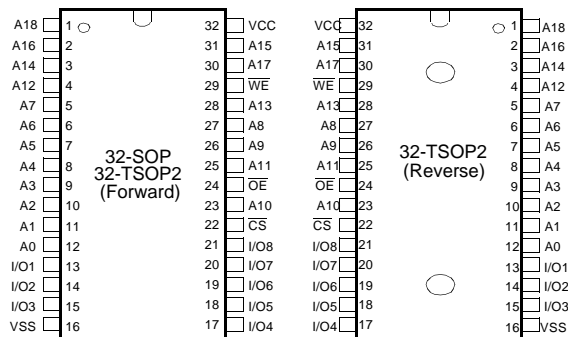 A18 1 32 VCC VCC 32 1 A18
A16 2 31 A15 A15 31 2 A16
A14 3 30 A17 A17 30 3 A14
A12 4 29 WE WE 29 4 A12
A7 5 28 A13 A13 28 5 A7
A6 6 27 A8 A8 27 6 A6
A5 7 26 A9 A9 26 7 A5
32-SOP
32-TSOP2
(Forward)
32-TSOP2
(Reverse)
A4 8 25 A11 A11 25 8 A4
A3 9 24 OE OE 24 9 A3
A2 10 23 A10 A10 23 10 A2
A1 11 22 CS CS 22 11 A1
A0 12 21 I/O8 I/O8 21 12 A0
I/O1 13 20 I/O7 I/O7 20 13 I/O1
I/O2 14 19 I/O6 I/O6 19 14 I/O2
I/O3 15 18 I/O5 I/O5 18 15 I/O3
VSS 16 17 I/O4 I/O4 17 16 VSS